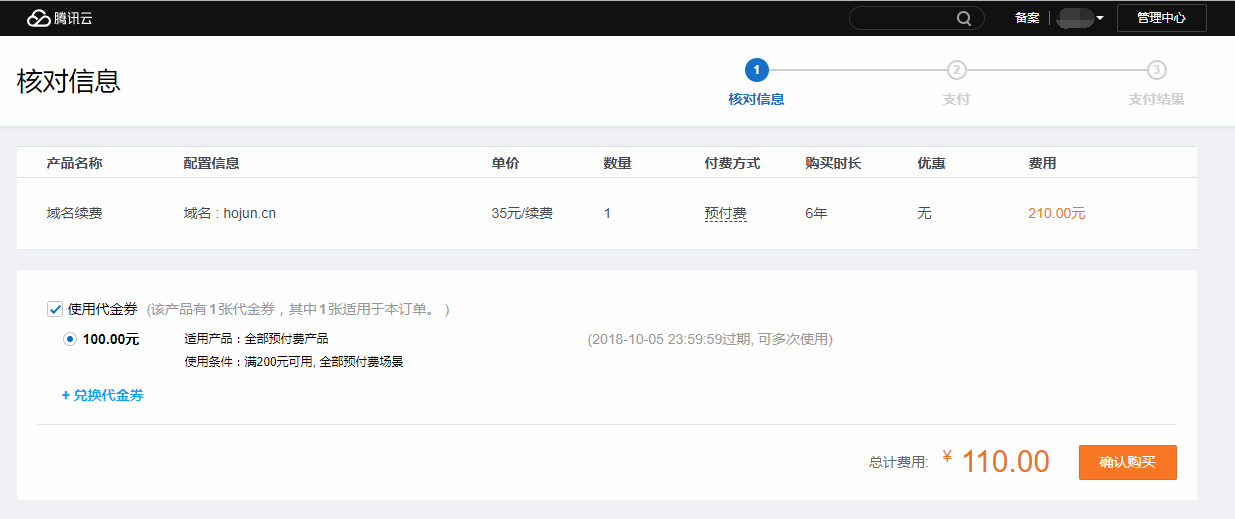 腾讯云
备案
管理中心
核对信息
1 2 3
核对信息 支付 支付结果
产品名称 配置信息 单价 数量 付费方式 购买时长 优惠 费用
域名续费 域名 : hojun.cn 35元/续费 1 预付费 6年 无 210.00元
使用代金券 (该产品有1张代金券，其中1张适用于本订单。)
100.00元 适用产品：全部预付费产品 (2018-10-05 23:59:59过期, 可多次使用)
使用条件：满200元可用, 全部预付费场景
+ 兑换代金券
总计费用: ¥ 110.00 确认购买